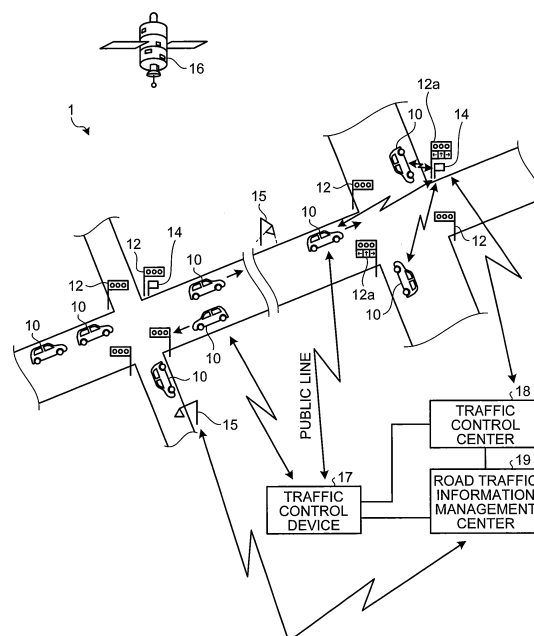 16
1
12a
10
14
12
15
10
12
12
14
10
12
12a
10
10
10
10
10
15
PUBLIC LINE
18
TRAFFIC
CONTROL
CENTER
17
TRAFFIC
CONTROL
DEVICE
19
ROAD TRAFFIC
INFORMATION
MANAGEMENT
CENTER